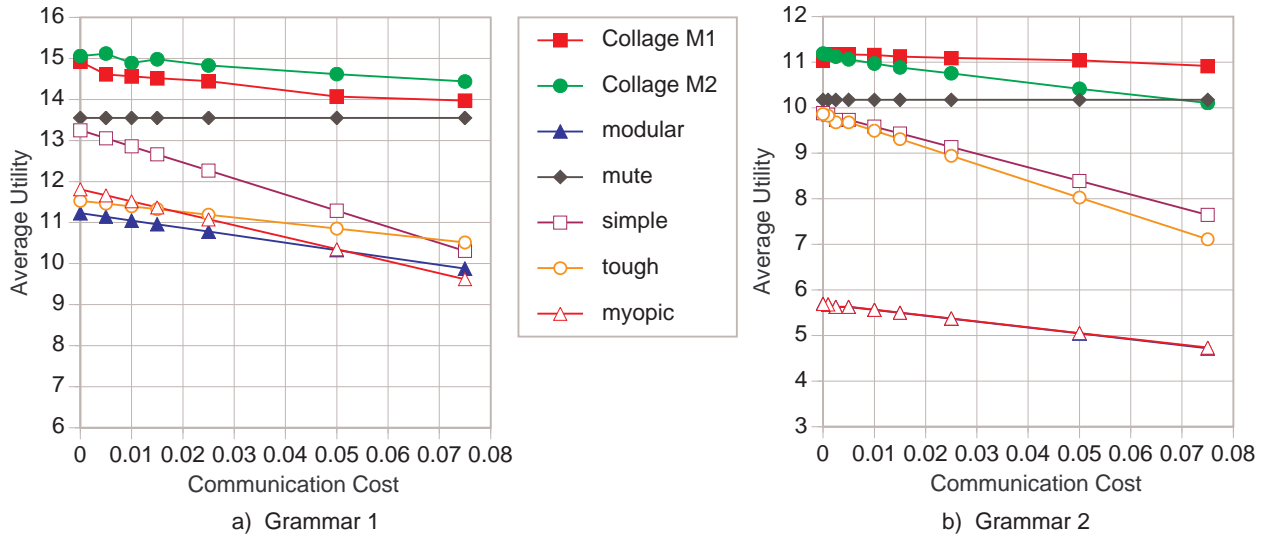 16
15
14
13
12
11
10
9
8
7
6
Average Utility
0 0.01 0.02 0.03 0.04 0.05 0.06 0.07 0.08
Communication Cost
a) Grammar 1
Collage M1
Collage M2
modular
mute
simple
tough
myopic
12
11
10
9
8
7
6
5
4
3
Average Utility
0 0.01 0.02 0.03 0.04 0.05 0.06 0.07 0.08
Communication Cost
b) Grammar 2